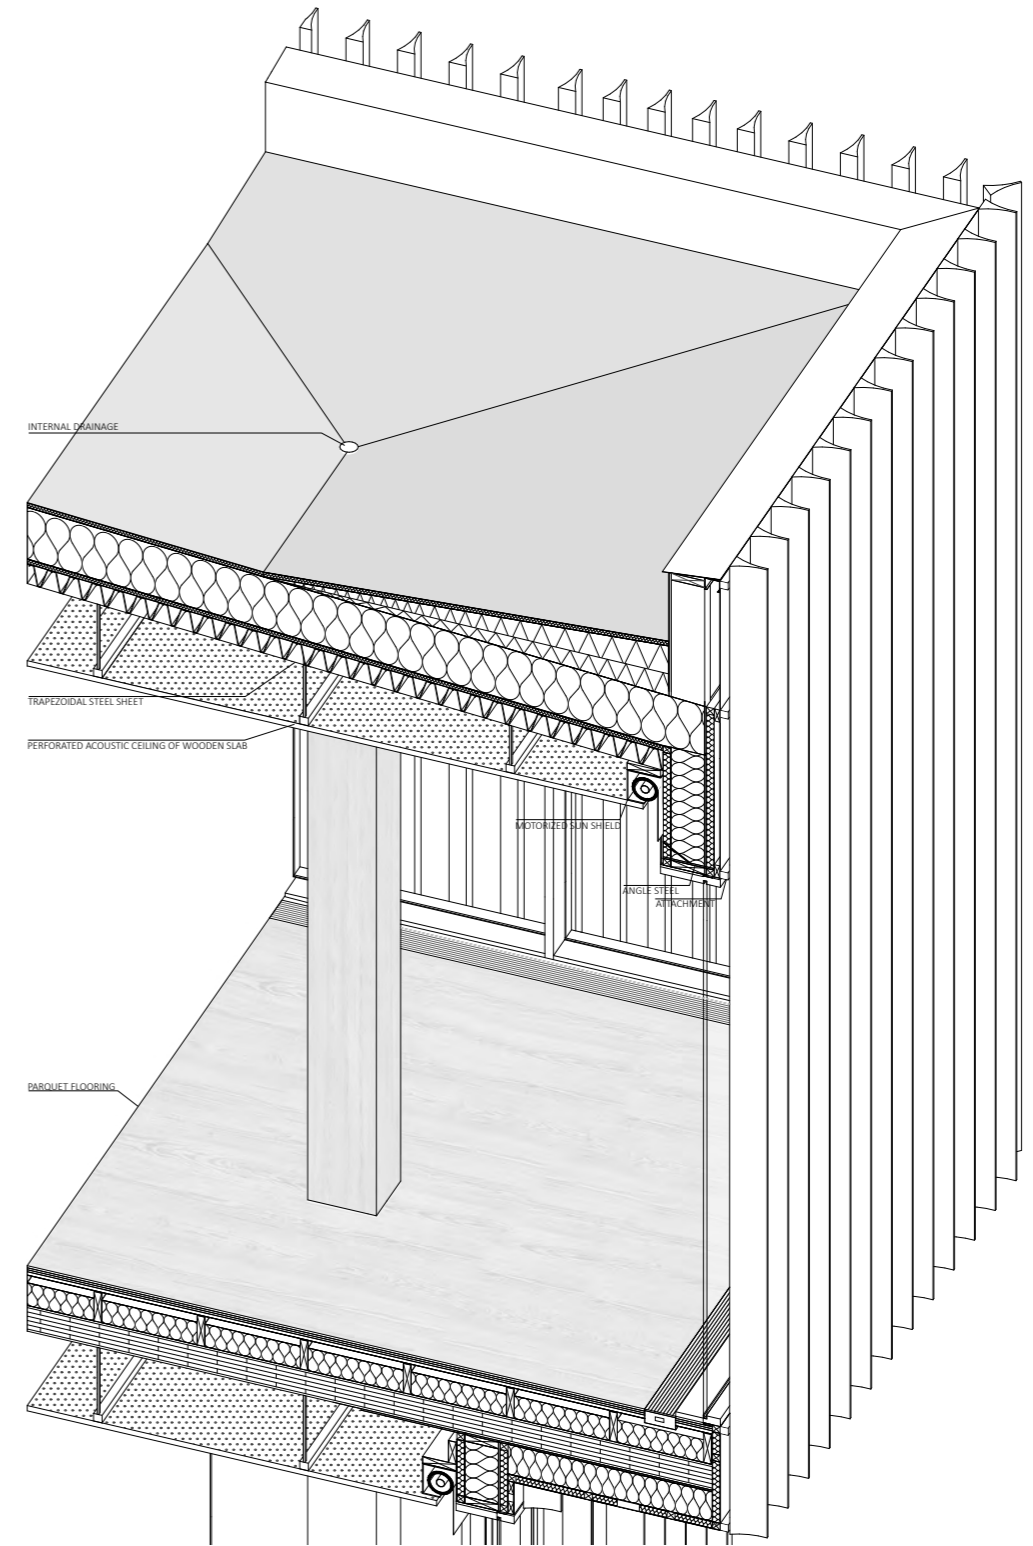 INTERNAL DRAINAGE
TRAPEZOIDAL STEEL SHEET
PERFORATED ACOUSTIC CEILING OF WOODEN SLAB
MOTORIZED SUN SHIELD
ANGLE STEEL
ATTACHMENT
PARQUET FLOORING